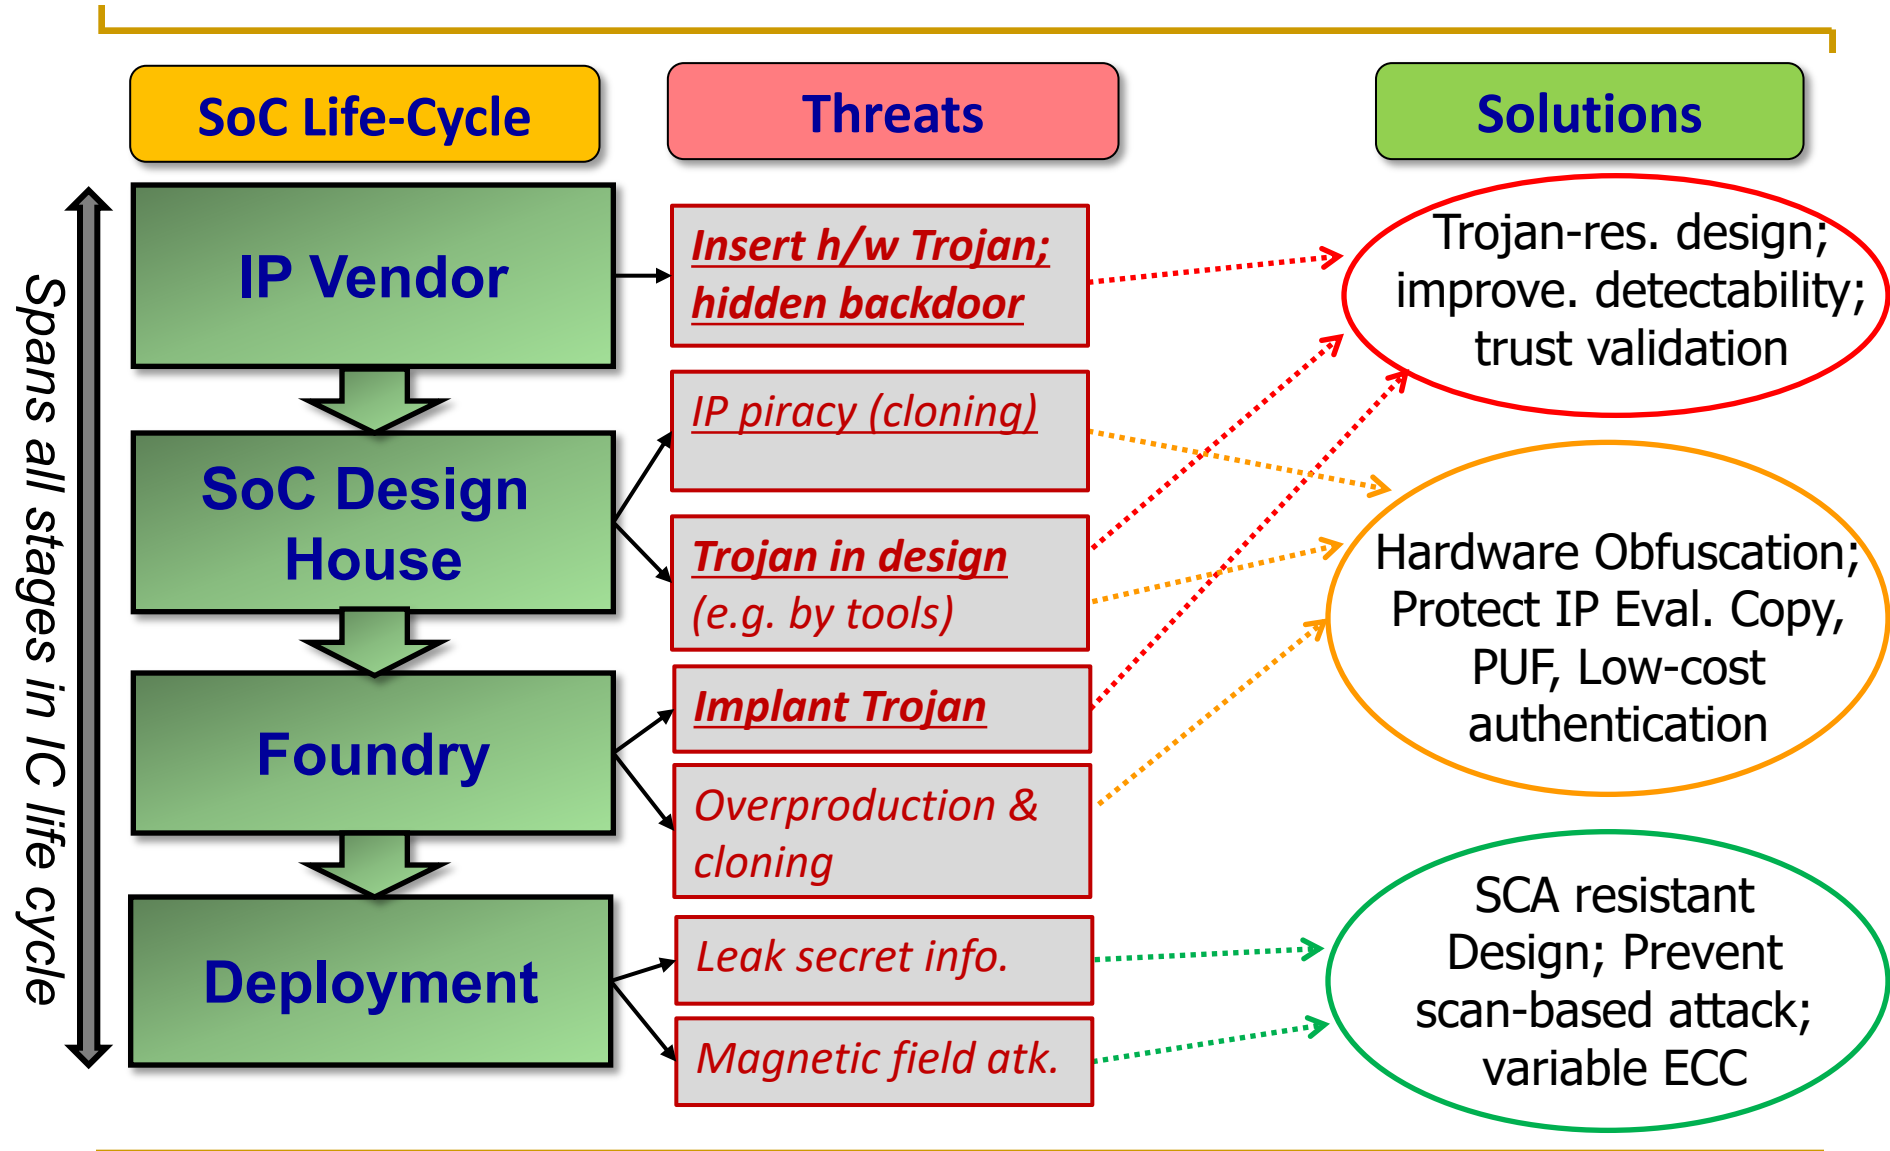 SoC Life-Cycle
Threats
Solutions
Spans all stages in IC life cycle
IP Vendor
Insert h/w Trojan;
hidden backdoor
Trojan-res. design;
improve. detectability;
trust validation
SoC Design
House
IP piracy (cloning)
Trojan in design
(e.g. by tools)
Hardware Obfuscation;
Protect IP Eval. Copy,
PUF, Low-cost
authentication
Foundry
Implant Trojan
Overproduction &
cloning
Deployment
Leak secret info.
Magnetic field atk.
SCA resistant
Design; Prevent
scan-based attack;
variable ECC